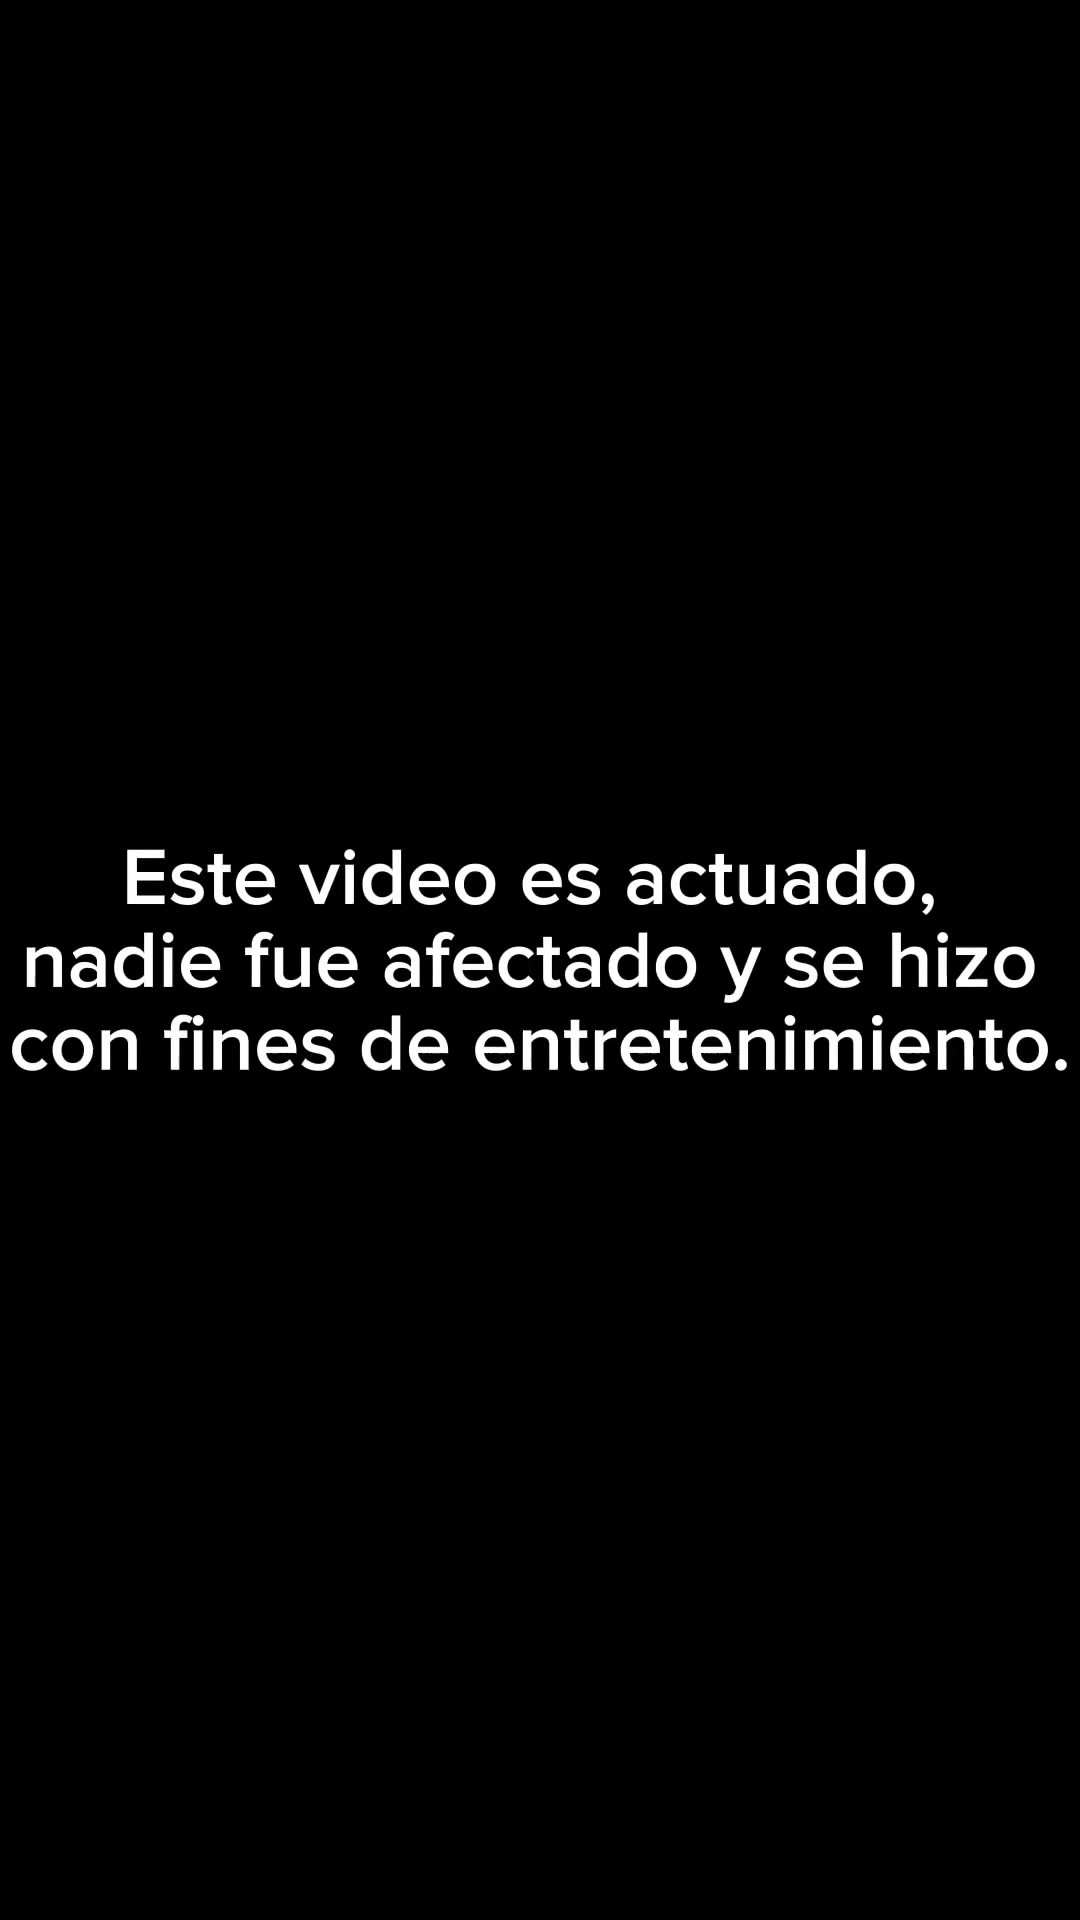 Este video es actuado,
nadie fue afectado y se hizo
con fines de entretenimiento.